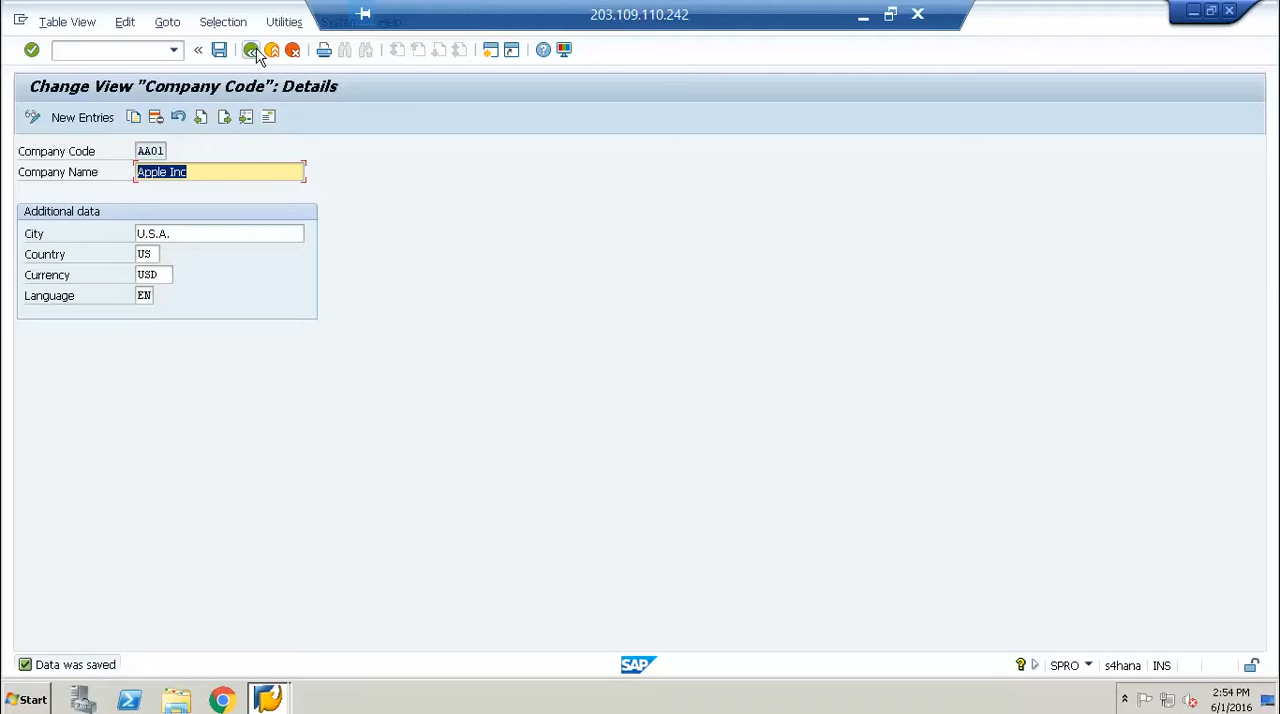 203.109.110.242
Table View Edit Goto Selection Utilities System Help
Change View "Company Code": Details
New Entries
Company Code AA01
Company Name Apple Inc
Additional data
City U.S.A.
Country US
Currency USD
Language EN
Data was saved
SAP
SPRO s4hana INS
Start
2:54 PM
6/1/2016